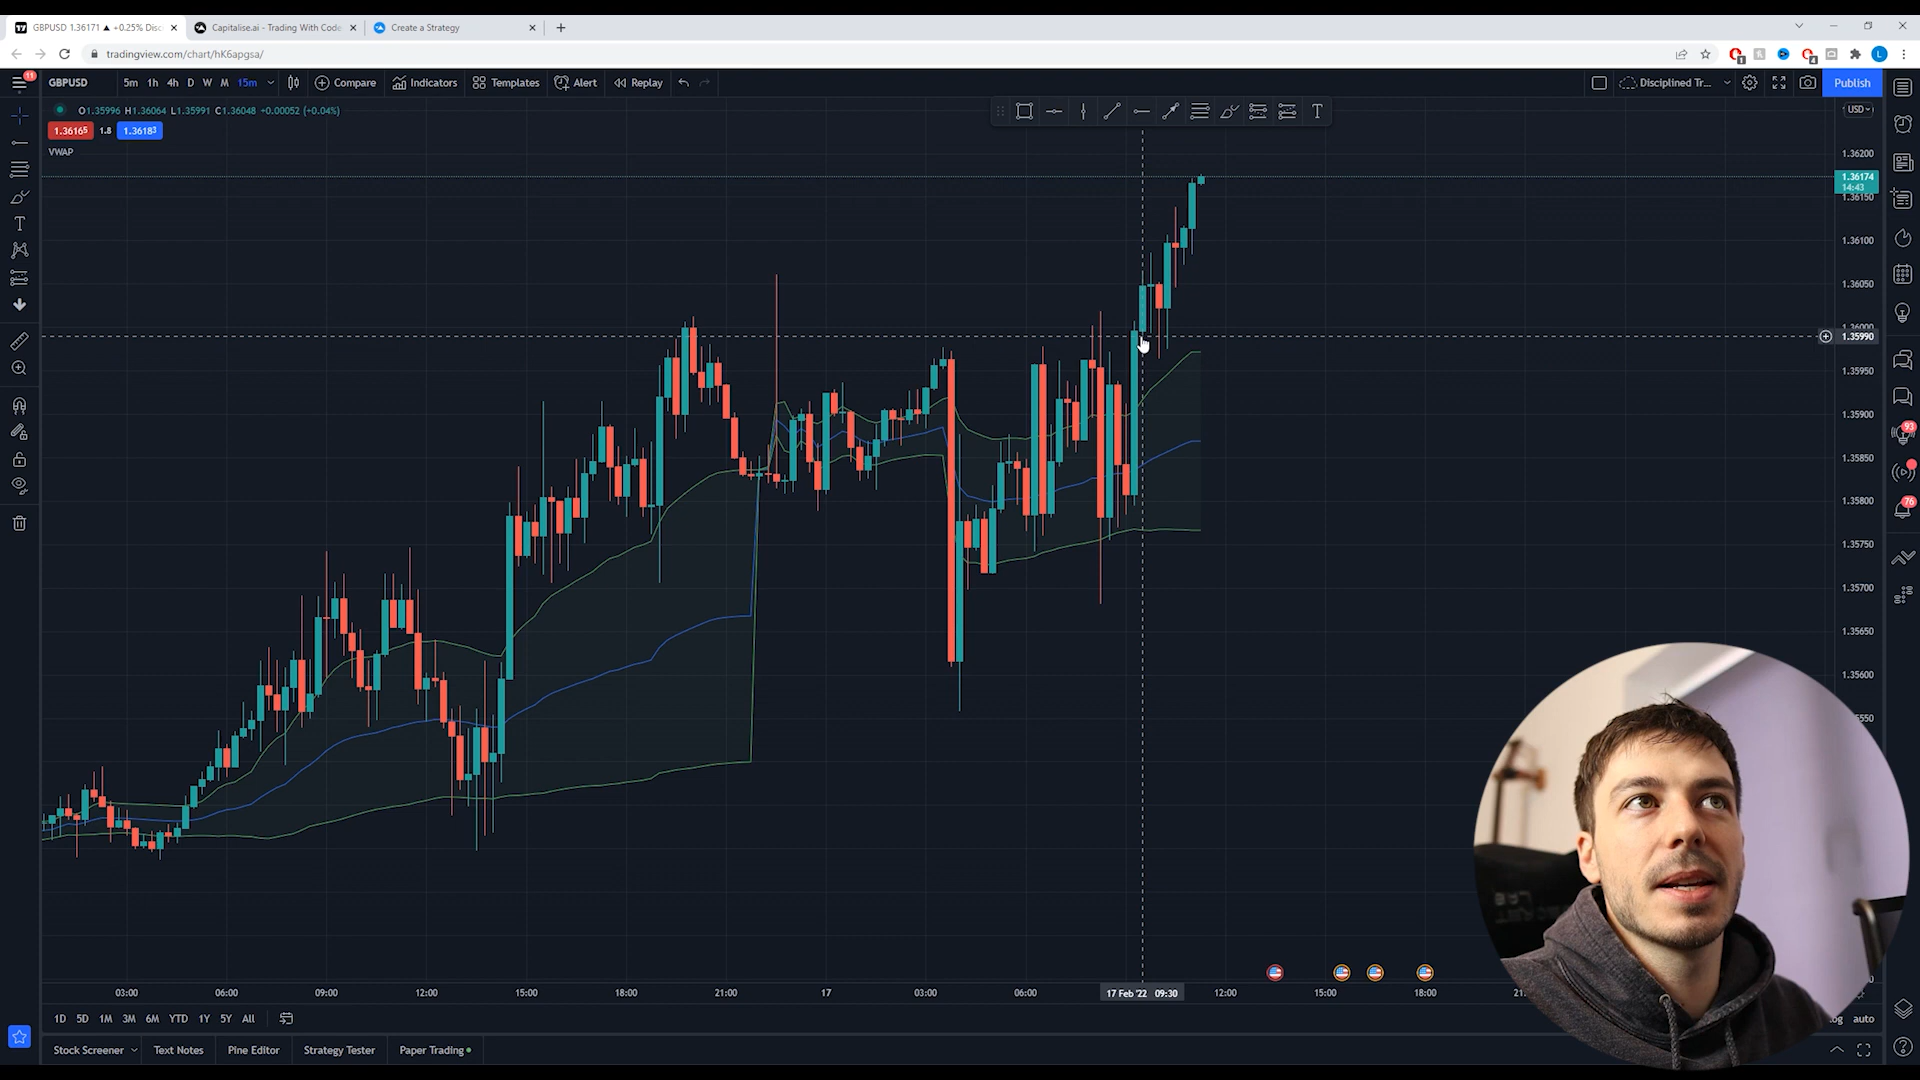 GBPUSD 1.36171 ▲ +0.25% Disc
Capitalise.ai - Trading With Code
Create a Strategy
tradingview.com/chart/hK6apgsa/
11
GBPUSD
5m 1h 4h D W M 15m
Compare
Indicators
Templates
Alert
Replay
Disciplined Tr...
Publish
O1.35996 H1.36064 L1.35991 C1.36048 +0.00052 (+0.04%)
1.36165 1.8 1.36183
VWAP
USD
1.36200
1.36174
14:43
1.36150
1.36100
1.36050
1.36000
1.35990
1.35950
1.35900
1.35850
1.35800
1.35750
1.35700
1.35650
1.35600
93
76
03:00 06:00 09:00 12:00 15:00 18:00 21:00 17 03:00 06:00 17 Feb '22 09:30 12:00 15:00 18:00
1D 5D 1M 3M 6M YTD 1Y 5Y All
auto
Stock Screener
Text Notes
Pine Editor
Strategy Tester
Paper Trading